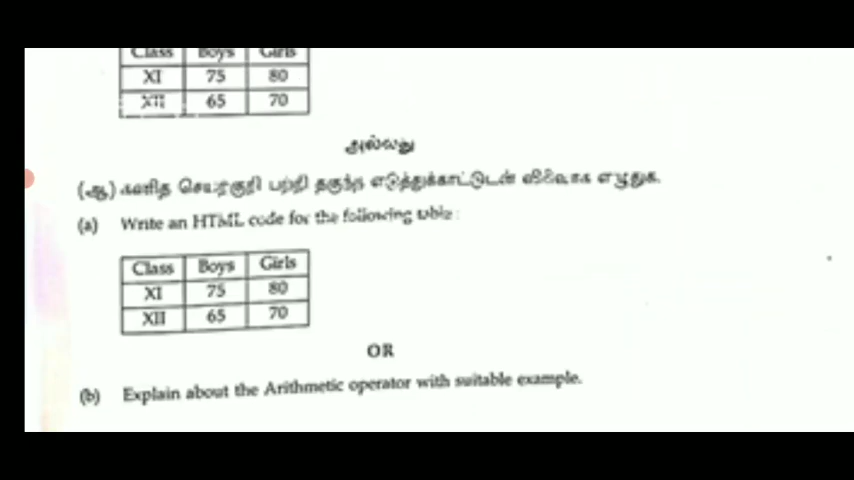 Class Boys Girls
XI 75 80
XII 65 70
அல்லது
(ஆ) கணித செயற்குறி பற்றி தகுந்த எடுத்துக்காட்டுடன் விரிவாக எழுதுக.
(a) Write an HTML code for the following table :
Class Boys Girls
XI 75 80
XII 65 70
OR
(b) Explain about the Arithmetic operator with suitable example.